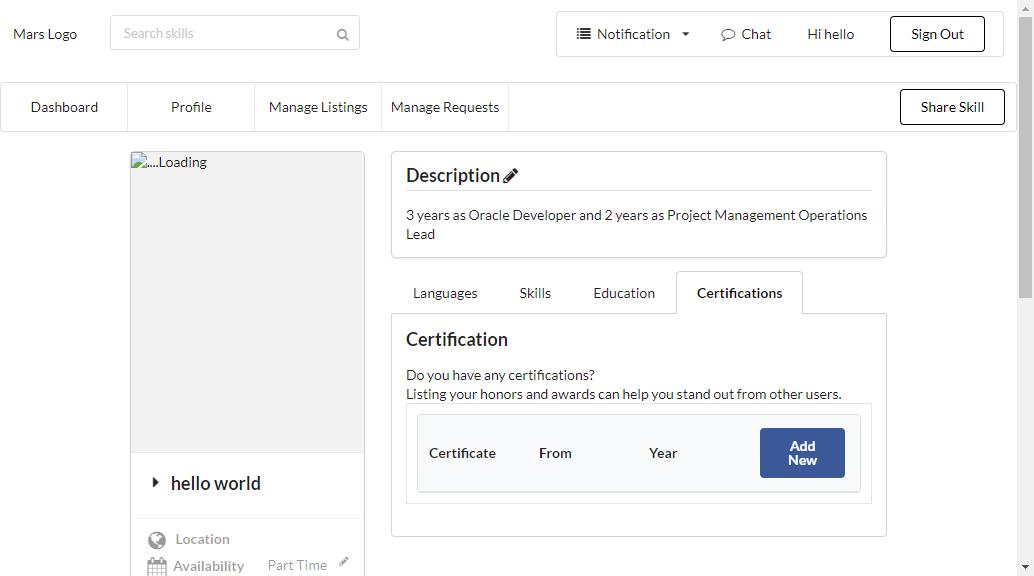 Mars Logo
Search skills
Notification
Chat
Hi hello
Sign Out
Dashboard
Profile
Manage Listings
Manage Requests
Share Skill
....Loading
hello world
Location
Availability
Part Time
Description
3 years as Oracle Developer and 2 years as Project Management Operations
Lead
Languages
Skills
Education
Certifications
Certification
Do you have any certifications?
Listing your honors and awards can help you stand out from other users.
Certificate
From
Year
Add
New